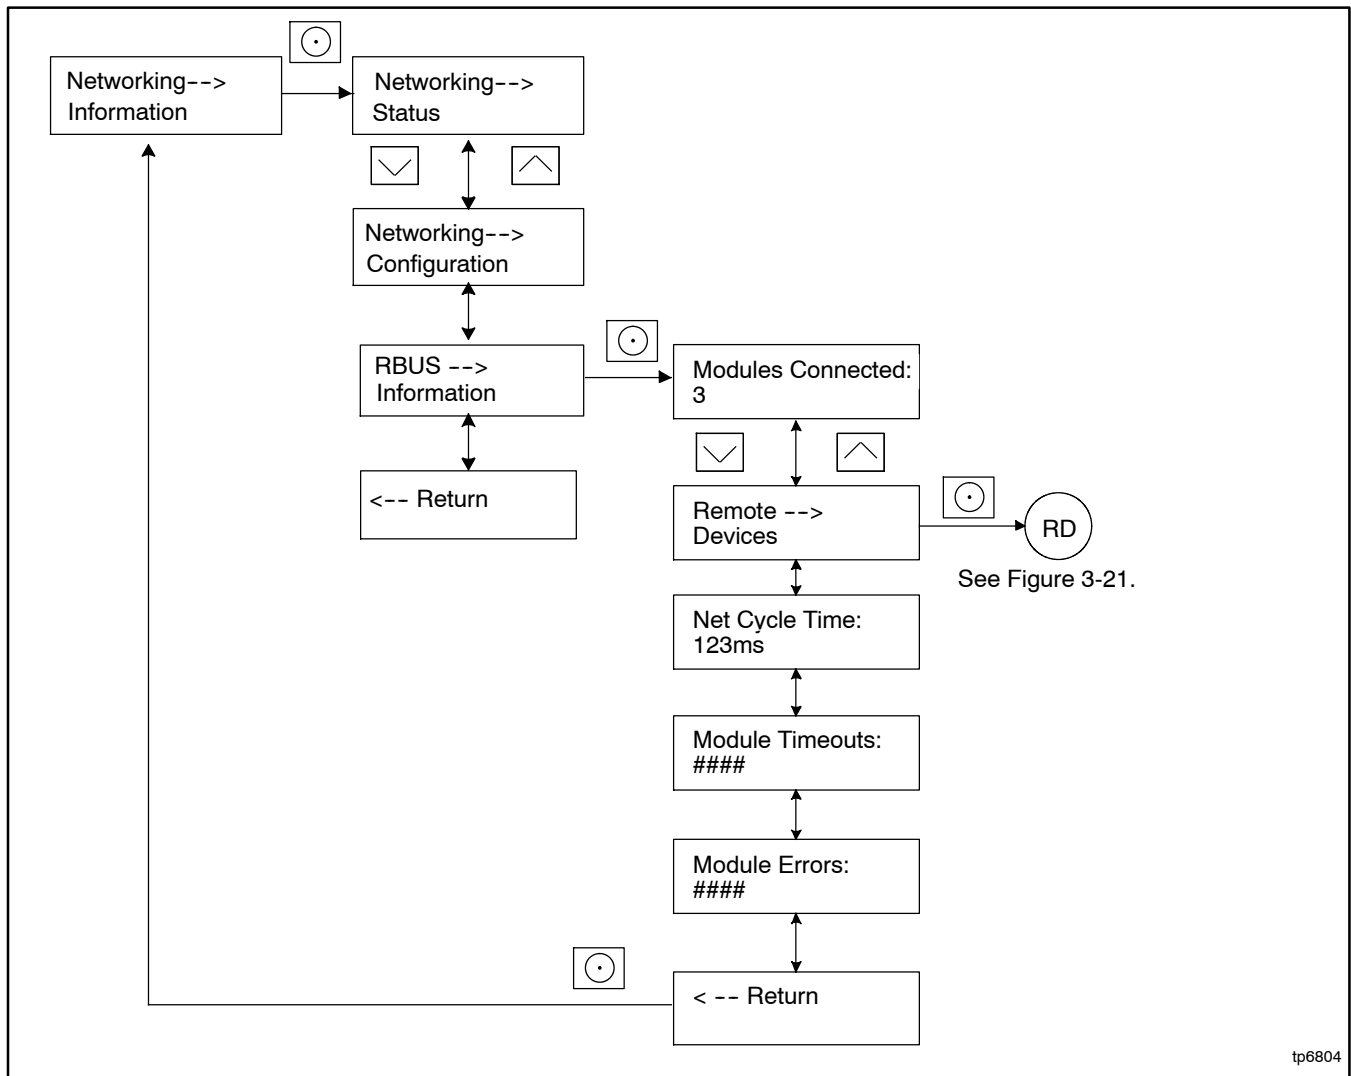 Networking-->
Information
Networking-->
Status
Networking-->
Configuration
RBUS -->
Information
<-- Return
Modules Connected:
3
Remote -->
Devices
RD
See Figure 3-21.
Net Cycle Time:
123ms
Module Timeouts:
####
Module Errors:
####
< -- Return
tp6804